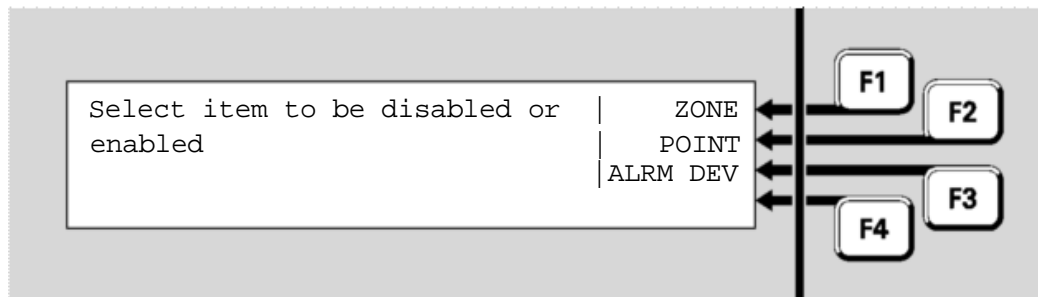 Select item to be disabled or | ZONE
enabled | POINT
|ALRM DEV
F1
F2
F3
F4